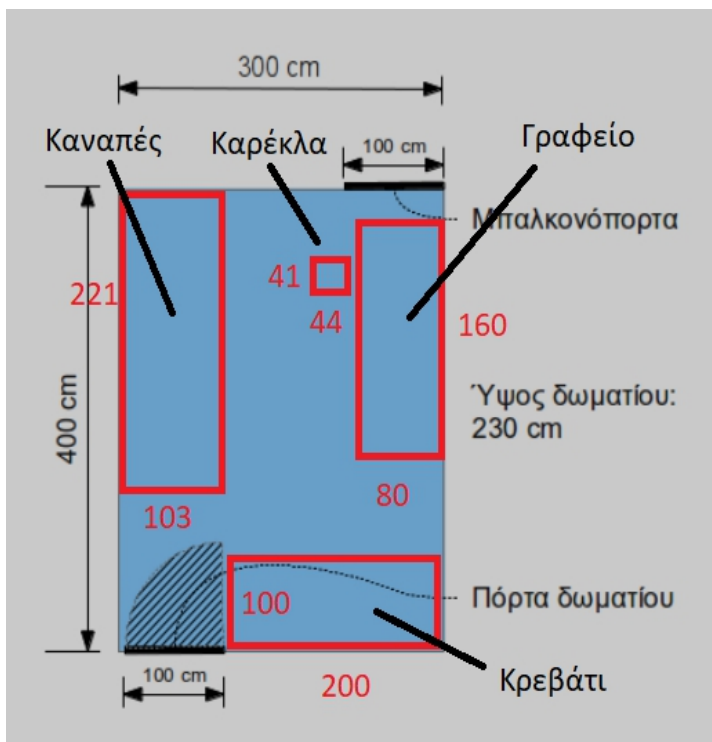 300 cm
Καναπές
Καρέκλα
100 cm
Γραφείο
Μπαλκονόπορτα
41
221
44
160
400 cm
Ύψος δωματίου:
230 cm
80
103
100
Πόρτα δωματίου
100 cm
200
Κρεβάτι